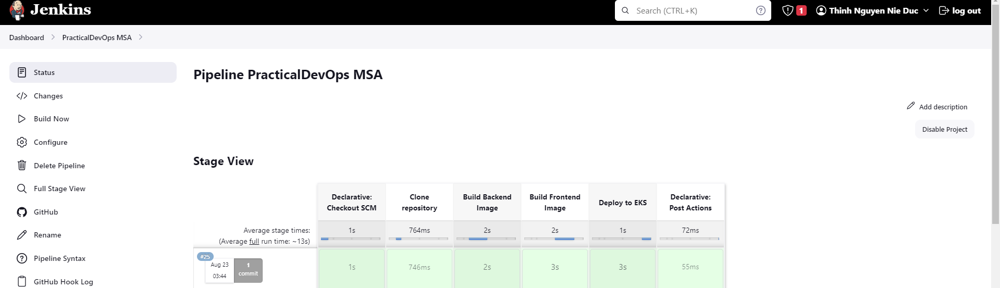 Jenkins
Search (CTRL+K)
1
Thinh Nguyen Nie Duc
log out
Dashboard
PracticalDevOps MSA
Status
Changes
Build Now
Configure
Delete Pipeline
Full Stage View
GitHub
Rename
Pipeline Syntax
GitHub Hook Log
Pipeline PracticalDevOps MSA
Add description
Disable Project
Stage View
Declarative:
Checkout SCM
Clone
repository
Build Backend
Image
Build Frontend
Image
Deploy to EKS
Declarative:
Post Actions
Average stage times:
(Average full run time: ~13s)
1s
764ms
2s
2s
1s
72ms
#25
Aug 23
03:44
1
commit
1s
746ms
2s
3s
3s
55ms